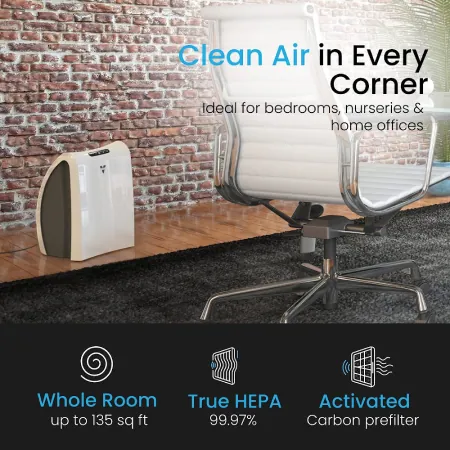 Clean Air in Every
Corner
Ideal for bedrooms, nurseries &
home offices
Whole Room
up to 135 sq ft
True HEPA
99.97%
Activated
Carbon prefilter